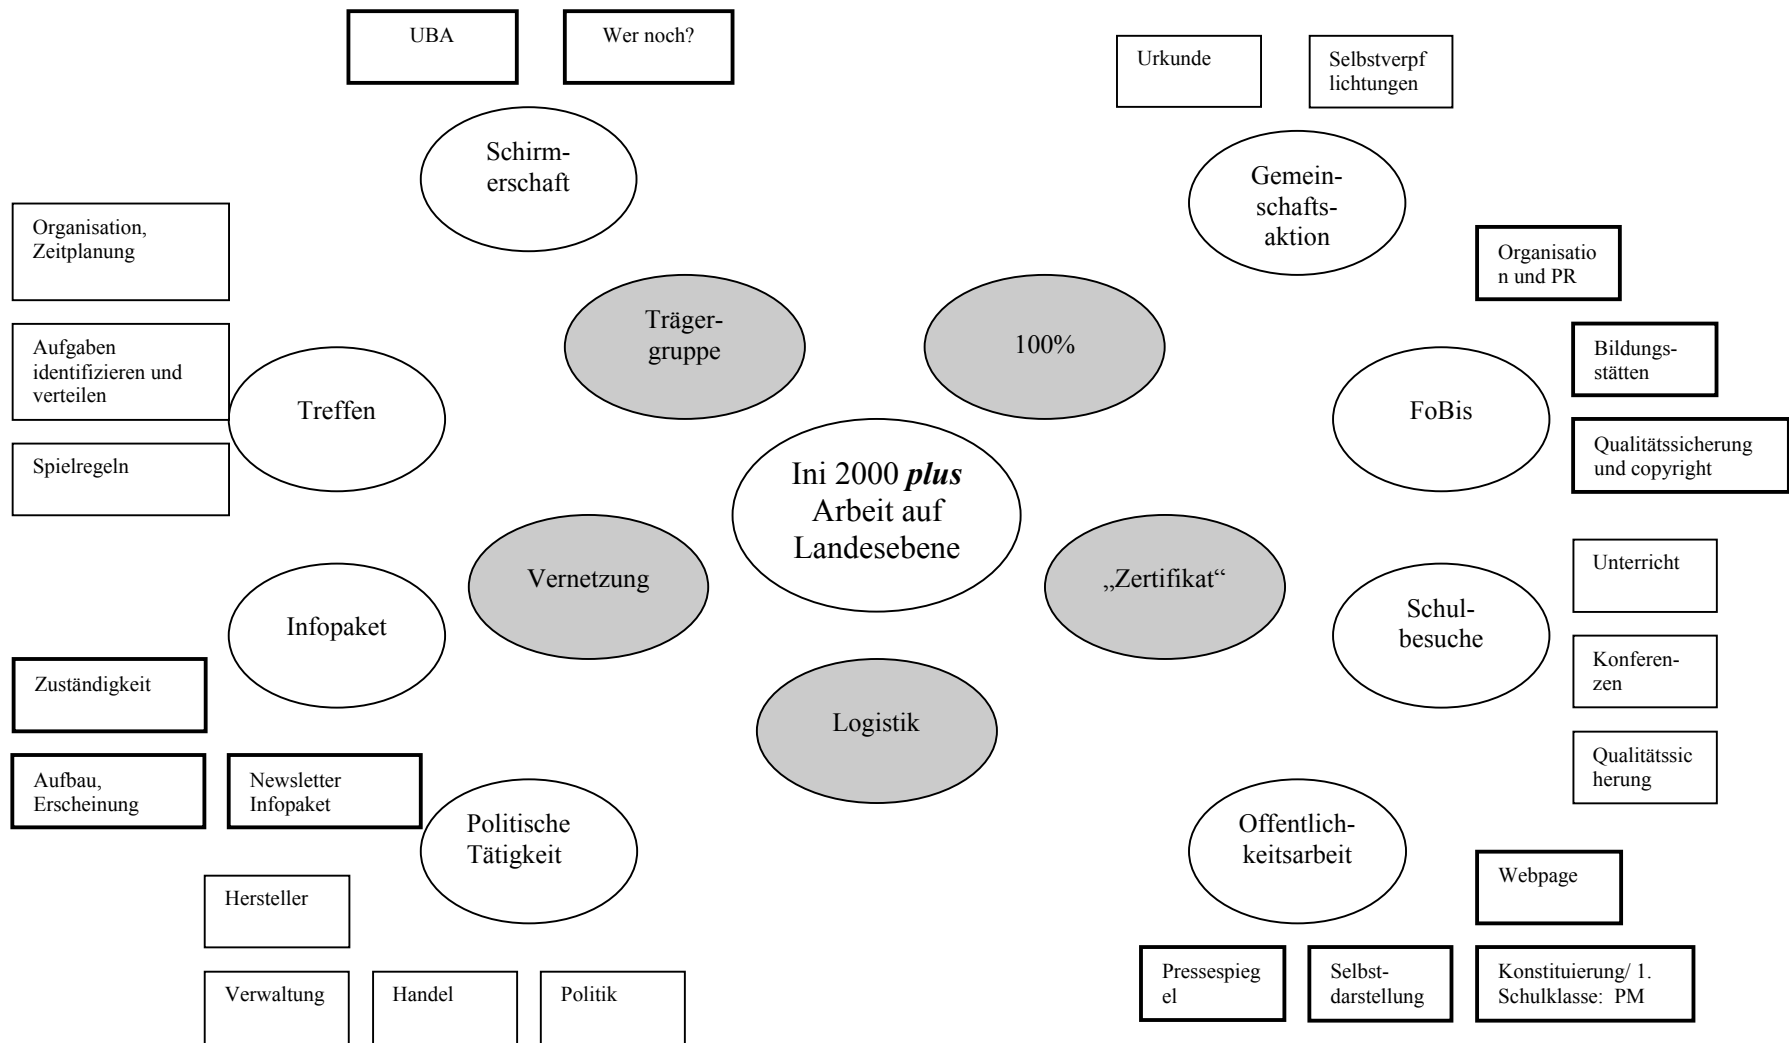 UBA
Wer noch?
Urkunde
Selbstverpf
lichtungen
Schirm-
erschaft
Gemein-
schafts-
aktion
Organisation,
Zeitplanung
Organisatio
n und PR
Träger-
gruppe
100%
Aufgaben
identifizieren und
verteilen
Treffen
FoBis
Bildungs-
stätten
Spielregeln
Qualitätssicherung
und copyright
Ini 2000 plus
Arbeit auf
Landesebene
Vernetzung
„Zertifikat“
Unterricht
Infopaket
Schul-
besuche
Konferen-
zen
Zuständigkeit
Logistik
Qualitätssic
herung
Aufbau,
Erscheinung
Newsletter
Infopaket
Politische
Tätigkeit
Offentlich-
keitsarbeit
Webpage
Hersteller
Verwaltung
Handel
Politik
Pressespieg
el
Selbst-
darstellung
Konstituierung/ 1.
Schulklasse:  PM